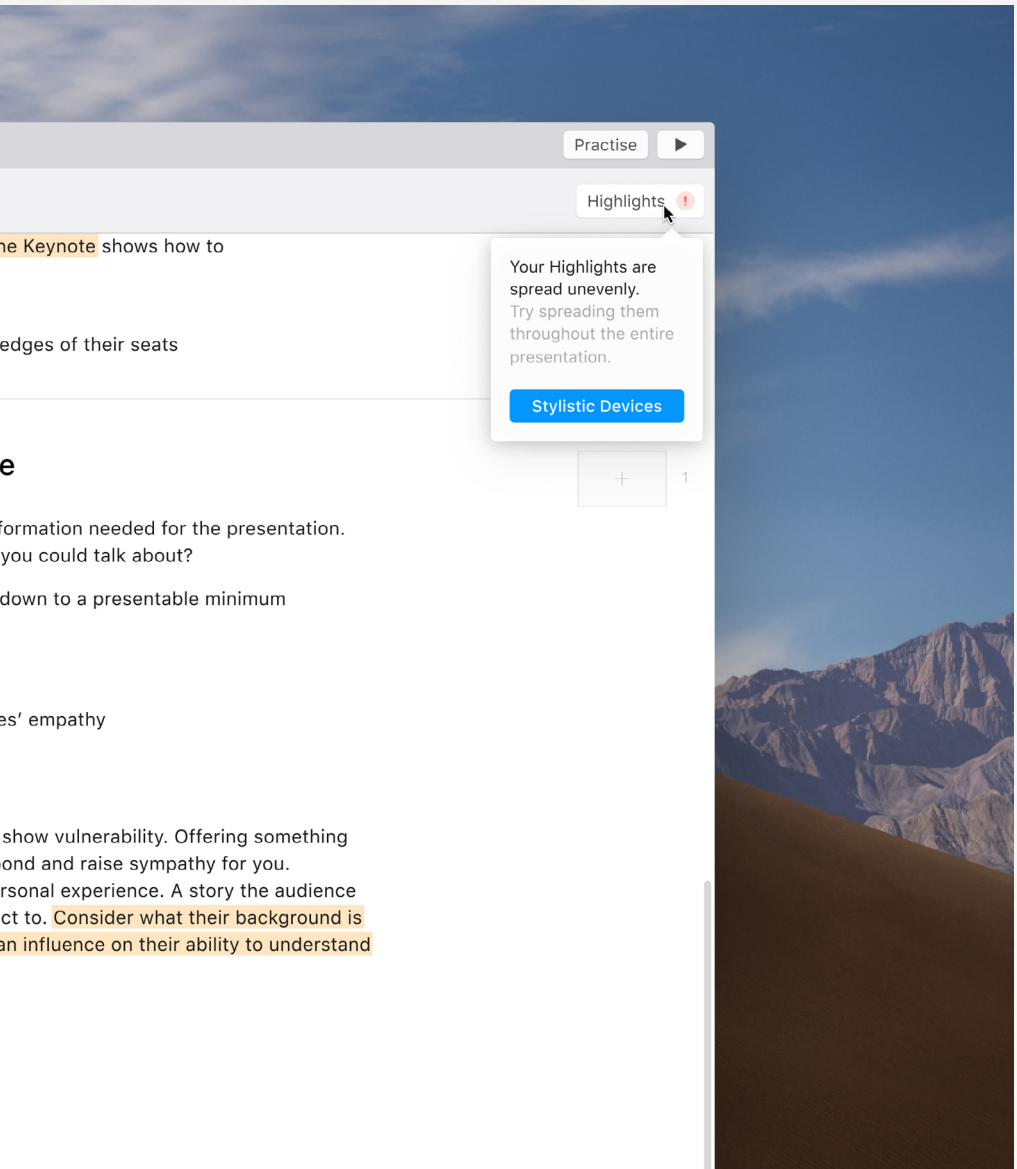 Practise
Highlights !
he Keynote shows how to
Your Highlights are
spread unevenly.
Try spreading them
throughout the entire
presentation.
edges of their seats
Stylistic Devices
e
1
formation needed for the presentation.
you could talk about?
down to a presentable minimum
es’ empathy
show vulnerability. Offering something
ond and raise sympathy for you.
rsonal experience. A story the audience
ct to. Consider what their background is
an influence on their ability to understand